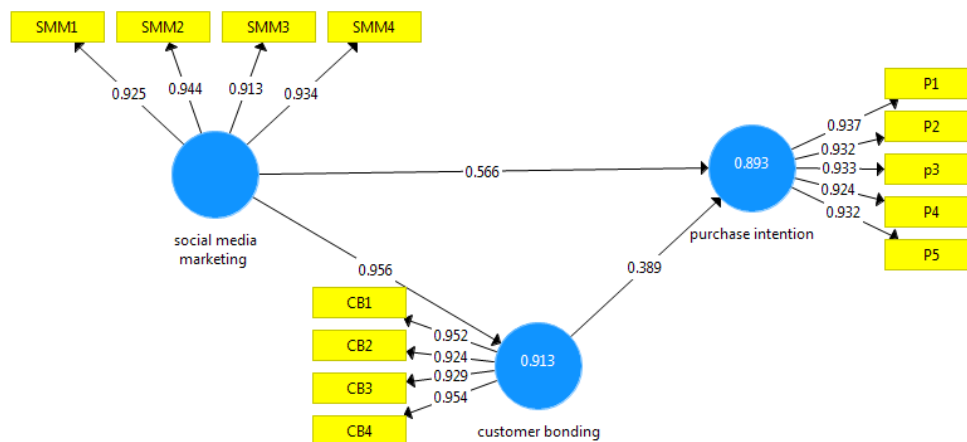 SMM1
SMM2
SMM3
SMM4
0.925
0.944
0.913
0.934
P1
P2
p3
P4
P5
0.937
0.932
0.933
0.924
0.932
0.893
0.566
social media
marketing
purchase intention
0.956
0.389
CB1
CB2
CB3
CB4
0.952
0.924
0.929
0.954
0.913
customer bonding